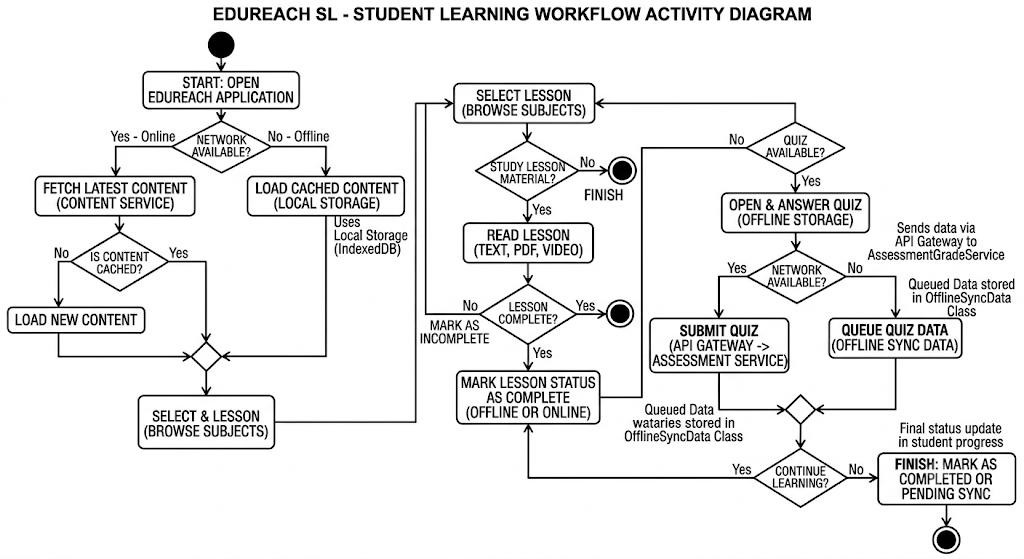 EDUREACH SL - STUDENT LEARNING WORKFLOW ACTIVITY DIAGRAM
START: OPEN
EDUREACH APPLICATION
Yes - Online
NETWORK
AVAILABLE?
No - Offline
FETCH LATEST CONTENT
(CONTENT SERVICE)
LOAD CACHED CONTENT
(LOCAL STORAGE)
Uses
Local Storage
(IndexedDB)
No
IS CONTENT
CACHED?
Yes
LOAD NEW CONTENT
SELECT & LESSON
(BROWSE SUBJECTS)
SELECT LESSON
(BROWSE SUBJECTS)
STUDY LESSON
MATERIAL?
No
FINISH
Yes
READ LESSON
(TEXT, PDF, VIDEO)
No
LESSON
COMPLETE?
Yes
MARK AS
INCOMPLETE
Yes
MARK LESSON STATUS
AS COMPLETE
(OFFLINE OR ONLINE)
No
QUIZ
AVAILABLE?
Yes
OPEN & ANSWER QUIZ
(OFFLINE STORAGE)
Sends data via
API Gateway to
AssessmentGradeService
Yes
NETWORK
AVAILABLE?
No
Queued Data stored
in OfflineSyncData
Class
SUBMIT QUIZ
(API GATEWAY ->
ASSESSMENT SERVICE)
QUEUE QUIZ DATA
(OFFLINE SYNC DATA)
Queued Data
wataries stored in
OfflineSyncData Class
Yes
CONTINUE
LEARNING?
No
Final status update
in student progress
FINISH: MARK AS
COMPLETED OR
PENDING SYNC